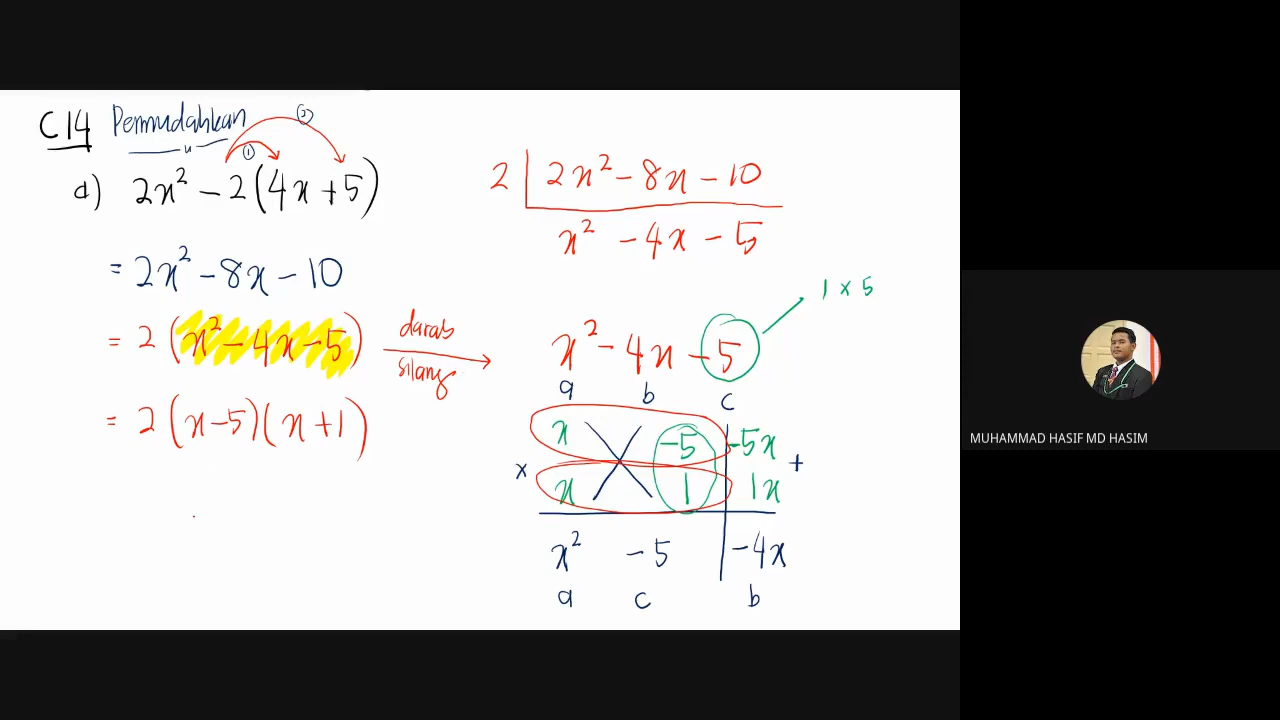 C14 Permudahkan
① ②
a) 2x² - 2(4x + 5)
= 2x² - 8x - 10
= 2(x² - 4x - 5)
darab
silang
= 2(x-5)(x+1)
2 | 2x² - 8x - 10
x² - 4x - 5
1 x 5
x² - 4x - 5
a b c
x -5 -5x
x +
x 1 1x
x² -5 -4x
a c b
MUHAMMAD HASIF MD HASIM